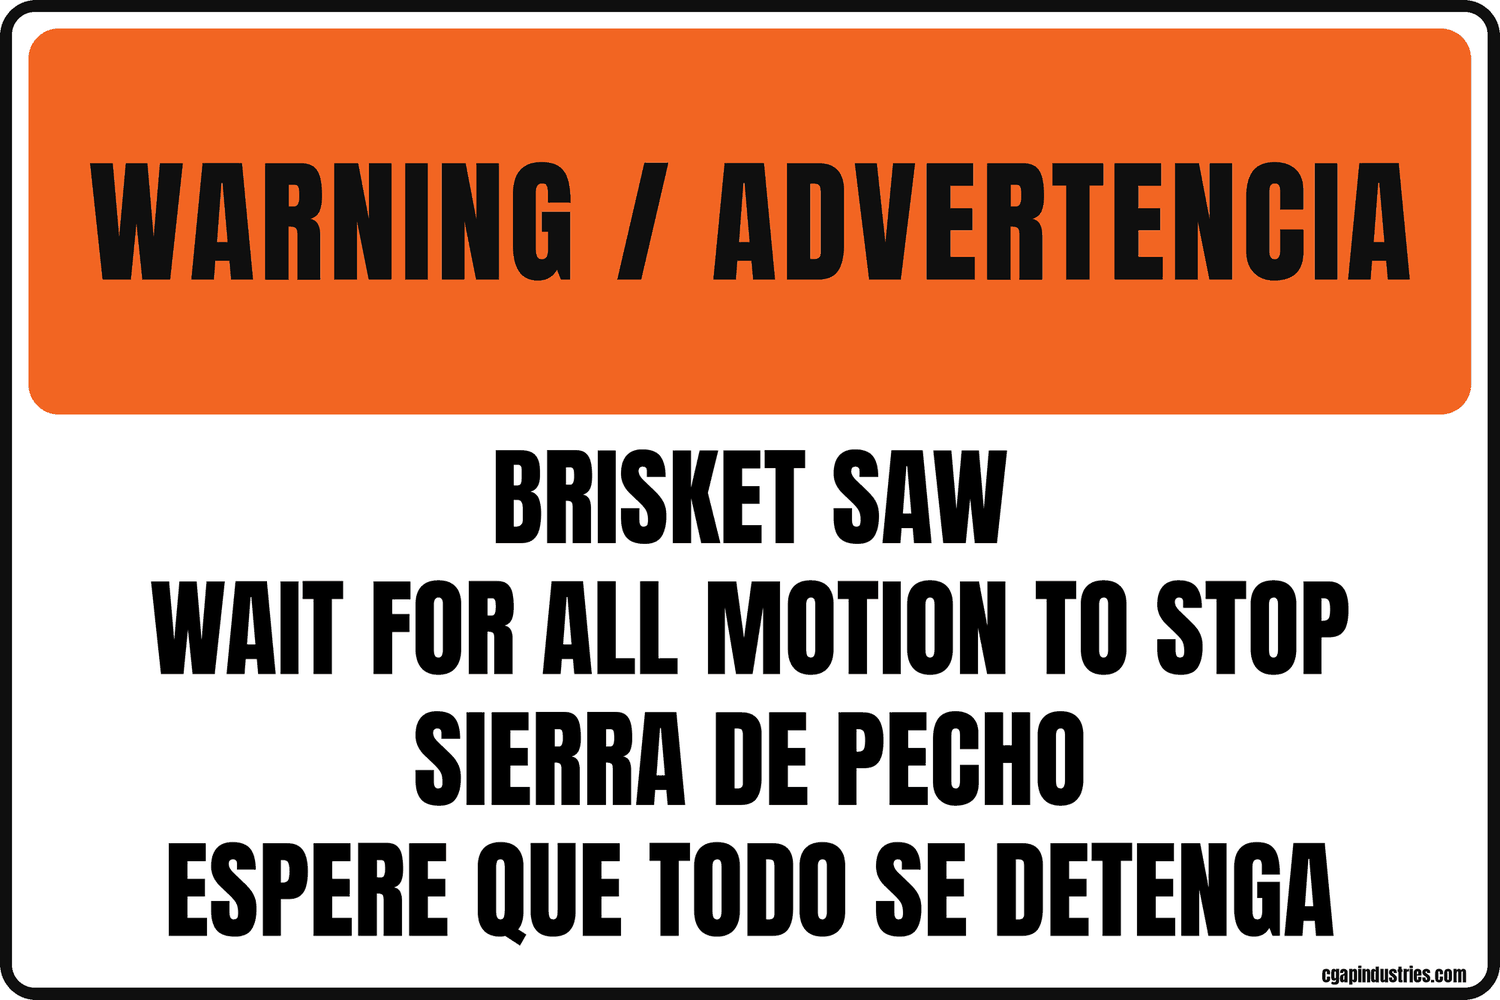 WARNING / ADVERTENCIA
BRISKET SAW
WAIT FOR ALL MOTION TO STOP
SIERRA DE PECHO
ESPERE QUE TODO SE DETENGA
cgapindustries.com